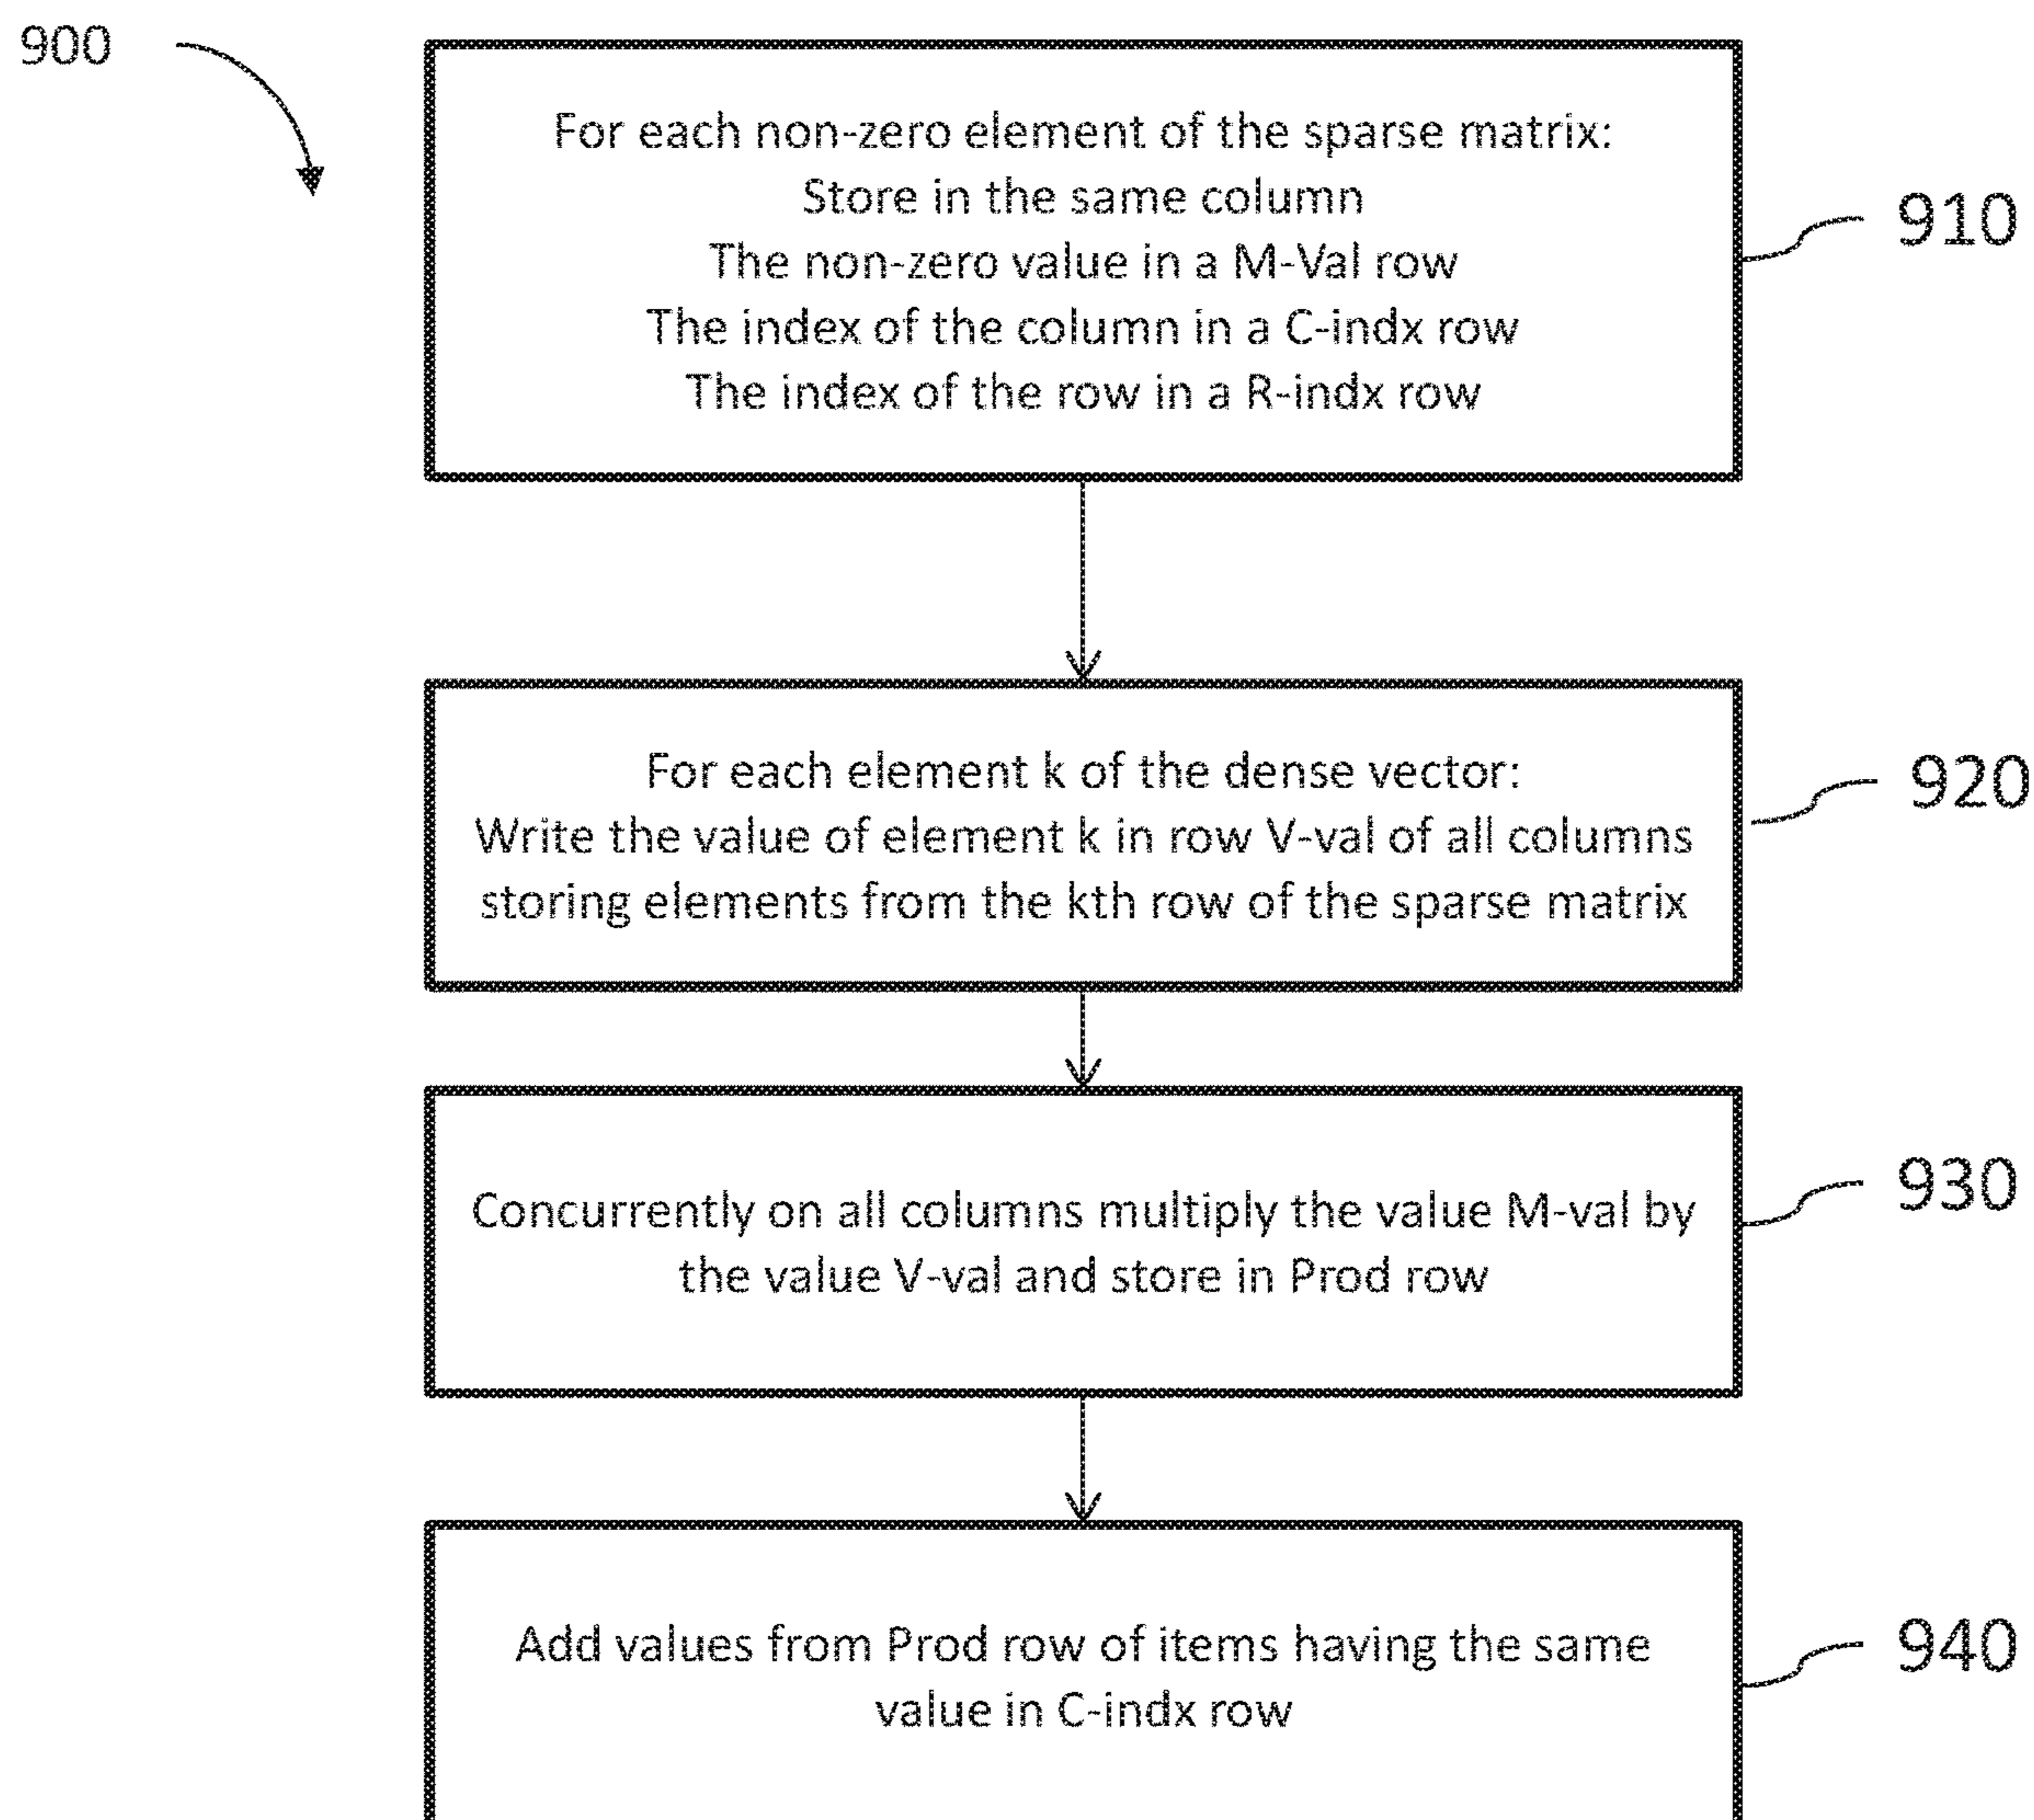 900
For each non-zero element of the sparse matrix:
Store in the same column
The non-zero value in a M-Val row
The index of the column in a C-indx row
The index of the row in a R-indx row
910
For each element k of the dense vector:
Write the value of element k in row V-val of all columns
storing elements from the kth row of the sparse matrix
920
Concurrently on all columns multiply the value M-val by
the value V-val and store in Prod row
930
Add values from Prod row of items having the same
value in C-indx row
940